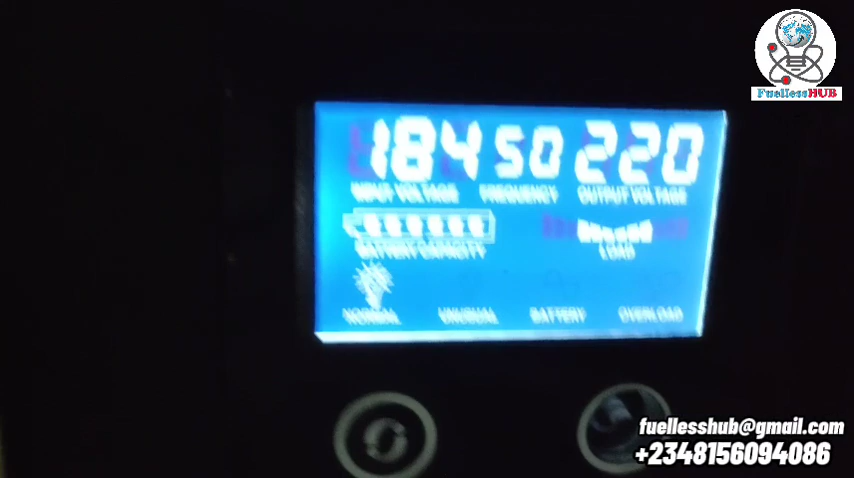 FuellessHUB
184 50 220
INPUT VOLTAGE FREQUENCY OUTPUT VOLTAGE
BATTERY CAPACITY LOAD
NORMAL UNUSUAL BATTERY OVERLOAD
fuellesshub@gmail.com
+2348156094086